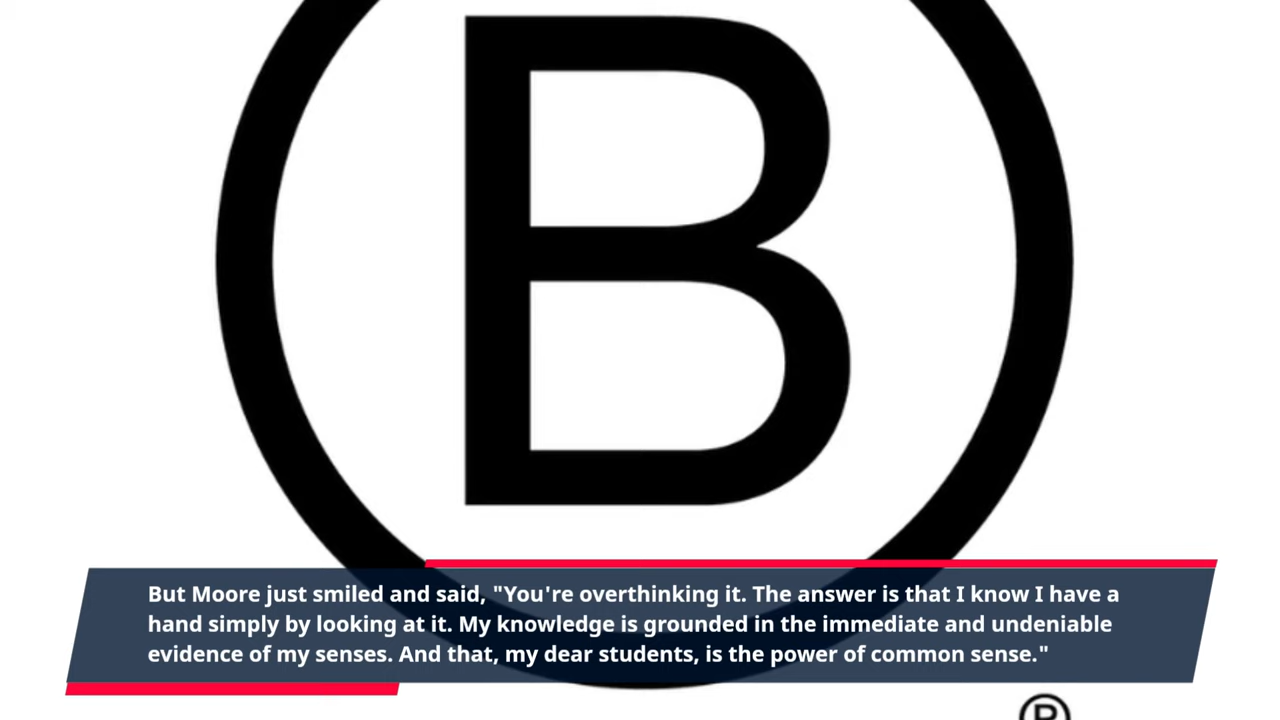 B
But Moore just smiled and said, "You're overthinking it. The answer is that I know I have a
hand simply by looking at it. My knowledge is grounded in the immediate and undeniable
evidence of my senses. And that, my dear students, is the power of common sense."
®